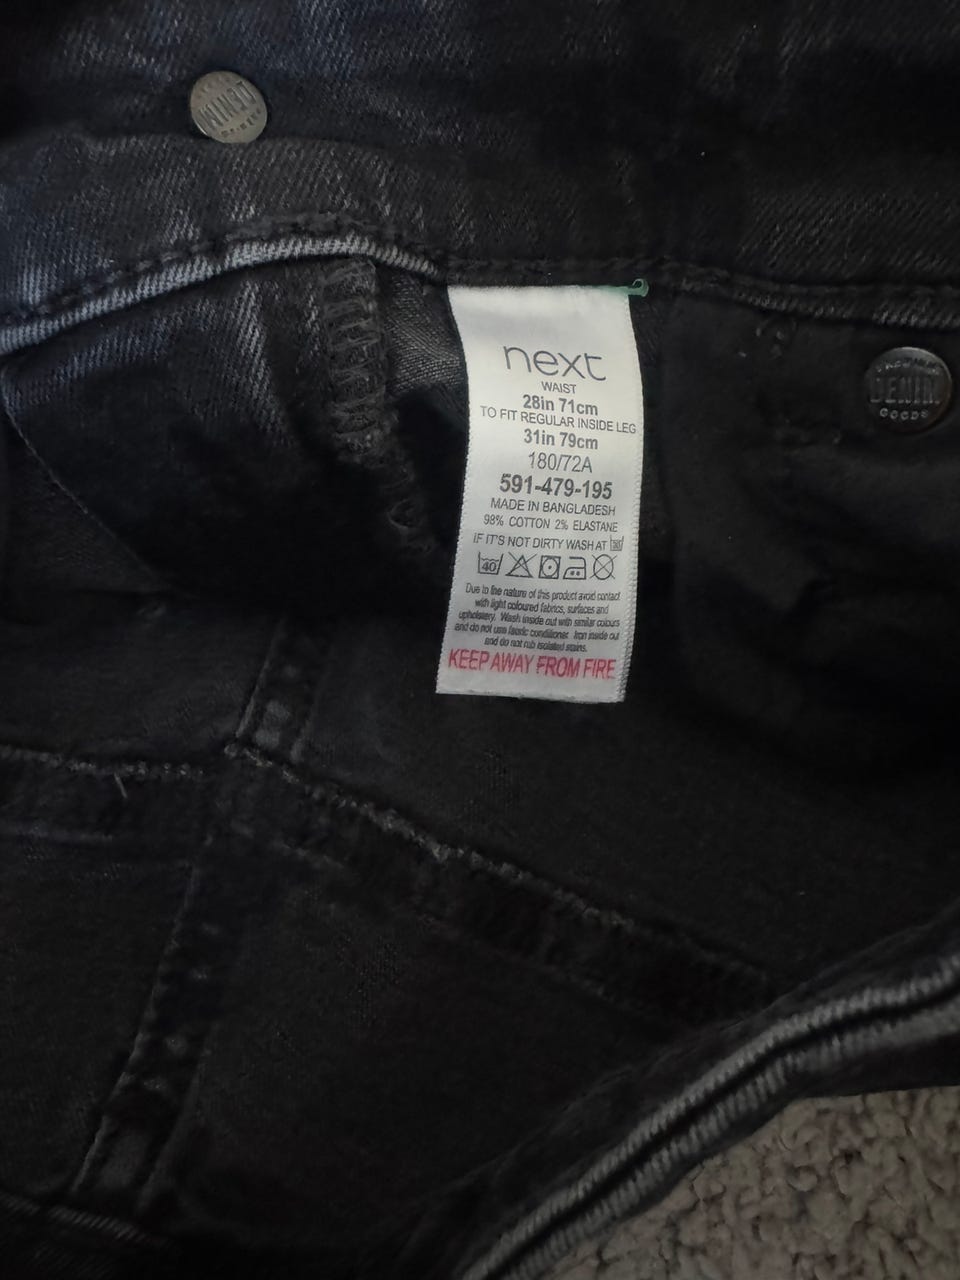 DENIM
next
WAIST
28in 71cm
TO FIT REGULAR INSIDE LEG
31in 79cm
DENIM
GOODS
180/72A
591-479-195
MADE IN BANGLADESH
98% COTTON 2% ELASTANE
IF IT'S NOT DIRTY WASH AT 30
40
Due to fine nature of this product avoid contact
with light coloured fabrics, surfaces and
upholstery. Wash inside out with similar colours
and do not use fabric conditioner. Iron inside out
and do not rub isolated stains.
KEEP AWAY FROM FIRE